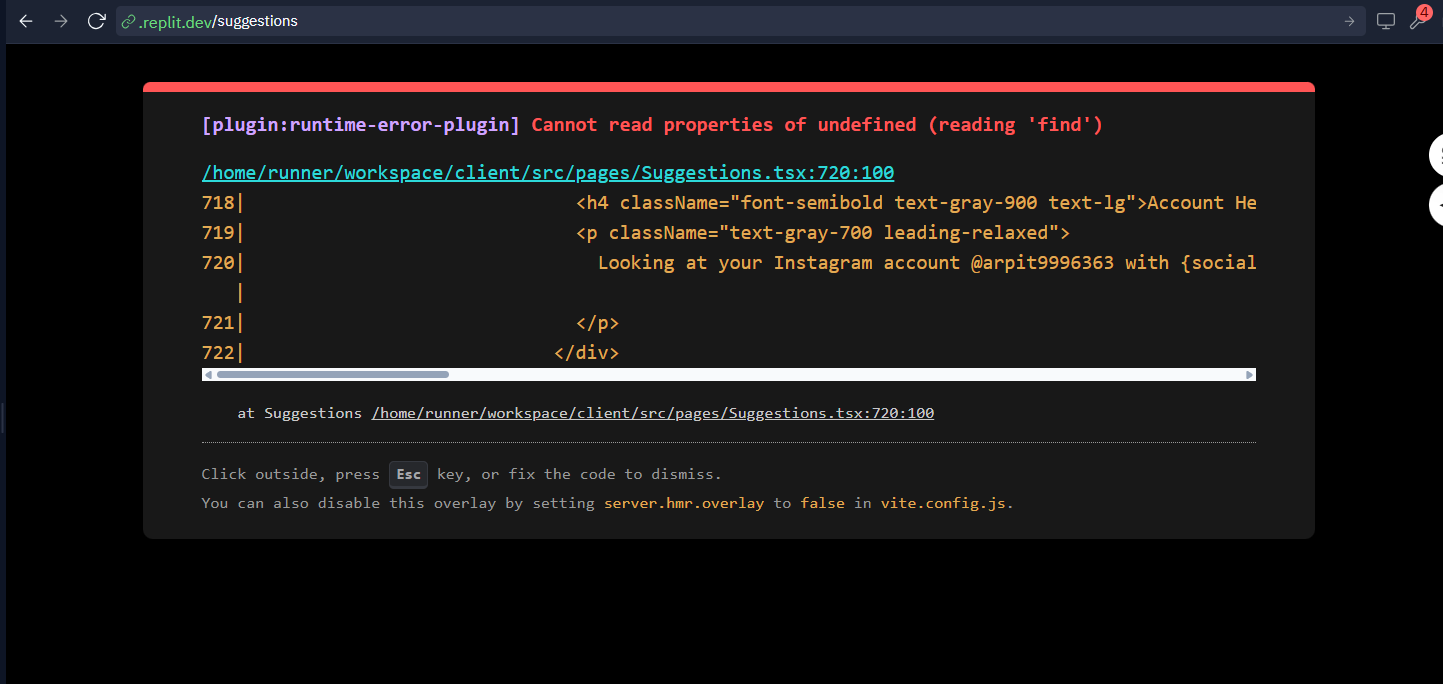 .replit.dev/suggestions
4
[plugin:runtime-error-plugin] Cannot read properties of undefined (reading 'find')
/home/runner/workspace/client/src/pages/Suggestions.tsx:720:100
718|                              <h4 className="font-semibold text-gray-900 text-lg">Account He
719|                              <p className="text-gray-700 leading-relaxed">
720|                                Looking at your Instagram account @arpit9996363 with {social
   |
721|                              </p>
722|                            </div>
at Suggestions /home/runner/workspace/client/src/pages/Suggestions.tsx:720:100
Click outside, press Esc key, or fix the code to dismiss.
You can also disable this overlay by setting server.hmr.overlay to false in vite.config.js.